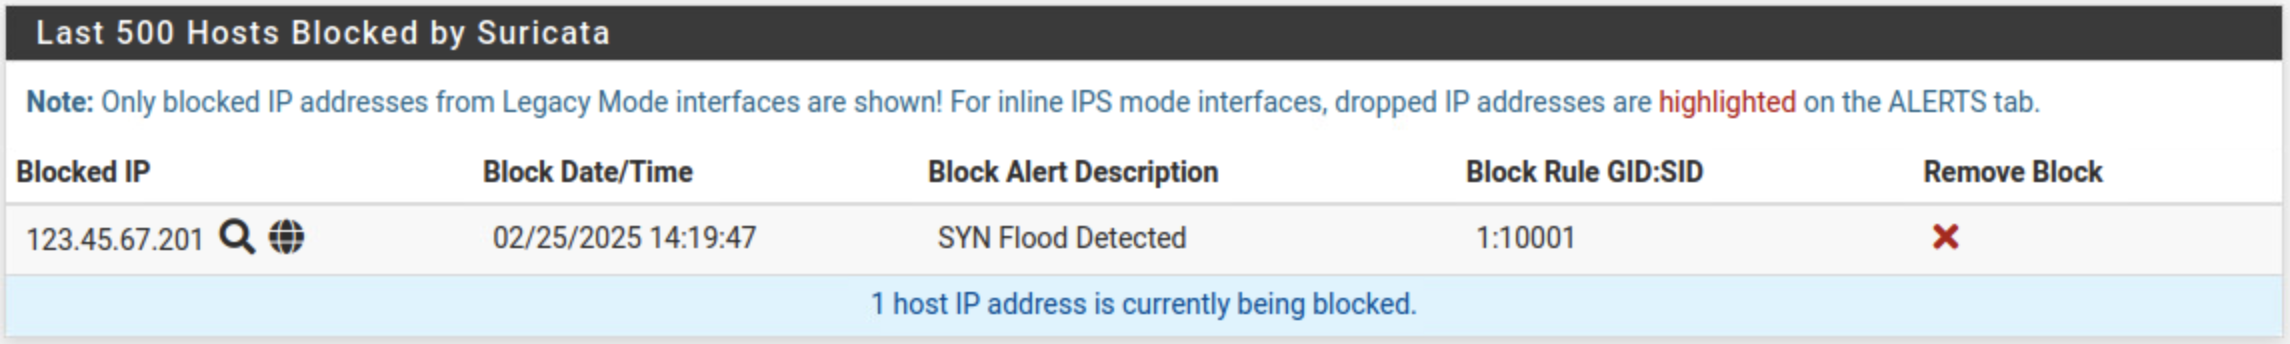 Last 500 Hosts Blocked by Suricata
Note: Only blocked IP addresses from Legacy Mode interfaces are shown! For inline IPS mode interfaces, dropped IP addresses are highlighted on the ALERTS tab.
Blocked IP Block Date/Time Block Alert Description Block Rule GID:SID Remove Block
123.45.67.201 02/25/2025 14:19:47 SYN Flood Detected 1:10001
1 host IP address is currently being blocked.